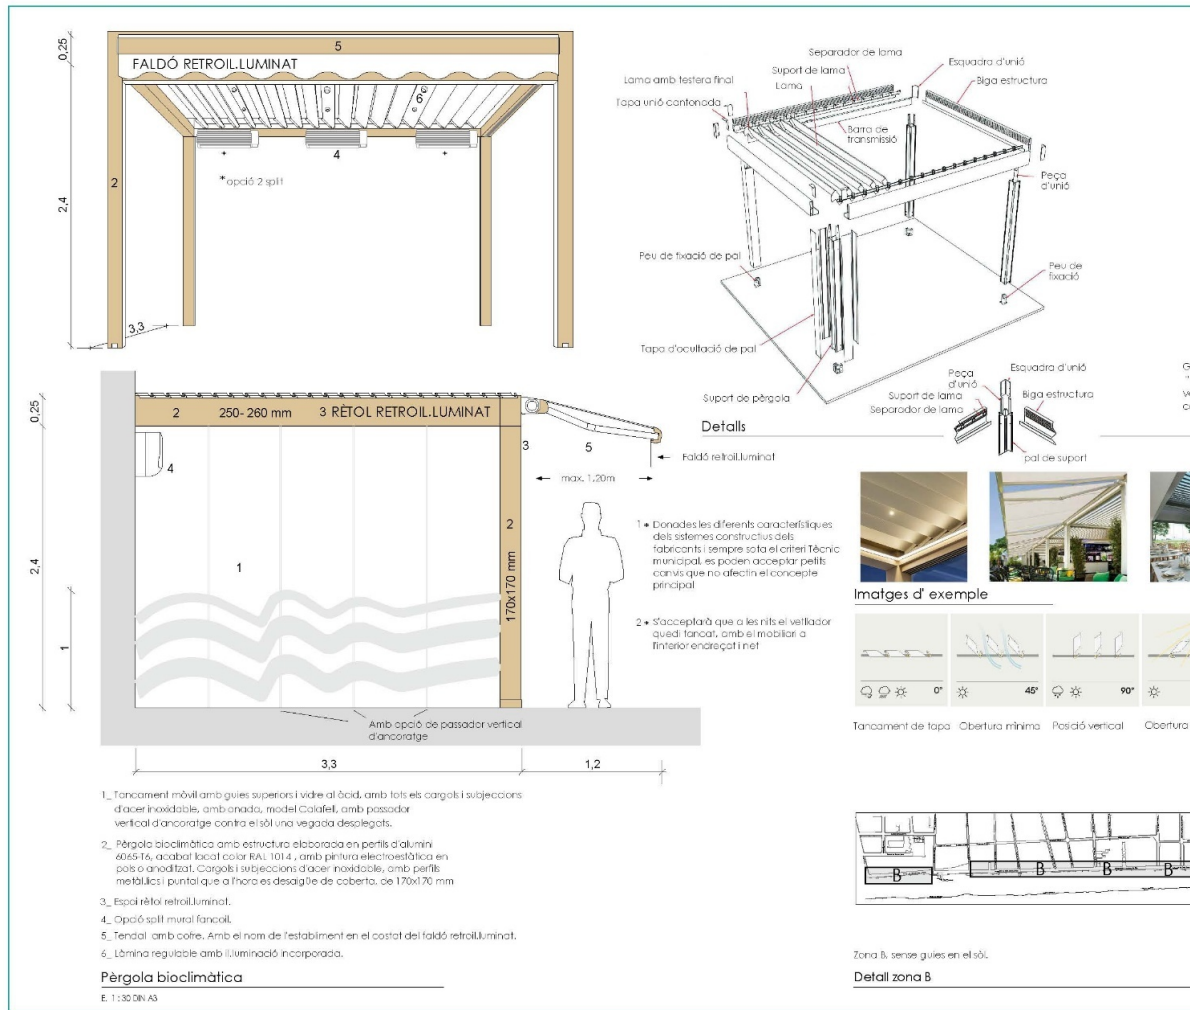 0,25
5
FALDÓ RETROIL.LUMINAT
6
4
*
*
*opció 2 split
2
2,4
3,3
Separador de lama
Suport de lama
Lama
Lama amb testera final
Tapa unió cantonada
Esquadra d'unió
Biga estructura
Barra de
transmissió
Peça
d'unió
Peu de fixació de pal
Peu de
fixació
Tapa d'ocultació de pal
Suport de pèrgola
Esquadra d'unió
Peça
d'unió
Suport de lama
Separador de lama
Biga estructura
pal de suport
Detalls
0,25
2
250- 260 mm
3 RÈTOL RETROIL.LUMINAT
4
3
5
Faldó retroil.luminat
max. 1,20m
2
170x170 mm
1
2,4
1
Amb opció de passador vertical
d'ancoratge
3,3
1,2
1 * Donades les diferents característiques
dels sistemes constructius dels
fabricants i sempre sota el criteri Tècnic
municipal, es poden acceptar petits
canvis que no afectin el concepte
principal
2 * S'acceptarà que a les nits el vetllador
quedi tancat, amb el mobiliari a
l'interior endreçat i net
Imatges d' exemple
0°
45°
90°
Tancament de tapa
Obertura mínima
Posició vertical
Obertura
1_ Tancament mòvil amb guies superiors i vidre al àcid, amb tots els cargols i subjeccions
d'acer inoxidable, amb onada, model Calafell, amb passador
vertical d'ancoratge contra el sòl una vegada desplegats.
2_ Pèrgola bioclimàtica amb estructura elaborada en perfils d'alumini
6065-T6, acabat lacat color RAL 1014 , amb pintura electroestàtica en
pols o anoditzat. Cargols i subjeccions d'acer inoxidable, amb perfils
metàl.lics i puntal que a l'hora es desaigüe de coberta, de 170x170 mm
3_ Espai rètol retroil.luminat.
4_ Opció split mural fancoil.
5_ Tendal amb cofre. Amb el nom de l'establiment en el costat del faldó retroil.luminat.
6_ Làmina regulable amb il.luminació incorporada.
Pèrgola bioclimàtica
E. 1 : 30 DIN A3
B
B
B
B
Zona B, sense guies en el sòl.
Detall zona B